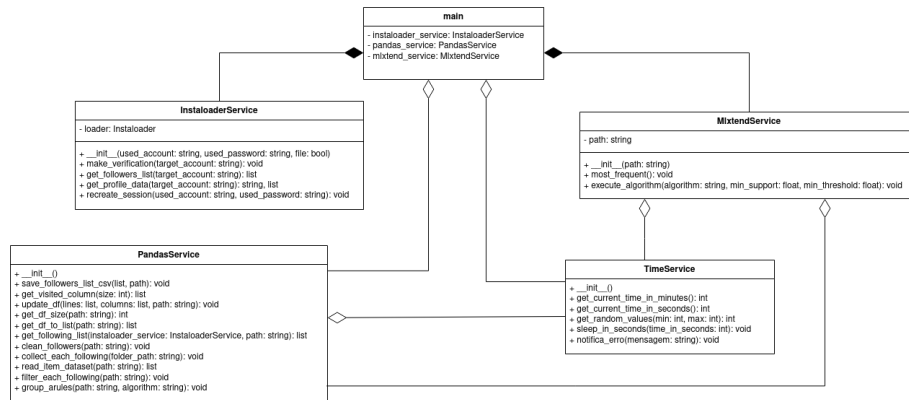 main
- instaloader_service: InstaloaderService
- pandas_service: PandasService
- mlxtend_service: MlxtendService
InstaloaderService
- loader: Instaloader
+ __init__(used_account: string, used_password: string, file: bool)
+ make_verification(target_account: string): void
+ get_followers_list(target_account: string): list
+ get_profile_data(target_account: string): string, list
+ recreate_session(used_account: string, used_password: string): void
MlxtendService
- path: string
+ __init__(path: string)
+ most_frequent(): void
+ execute_algorithm(algorithm: string, min_support: float, min_threshold: float): void
PandasService
+ __init__()
+ save_followers_list_csv(list, path): void
+ get_visited_column(size: int): list
+ update_df(lines: list, columns: list, path: string): void
+ get_df_size(path: string): int
+ get_df_to_list(path: string): list
+ get_following_list(instaloader_service: InstaloaderService, path: string): list
+ clean_followers(path: string): void
+ collect_each_following(folder_path: string): void
+ read_item_dataset(path: string): list
+ filter_each_following(path: string): void
+ group_arules(path: string, algorithm: string): void
TimeService
+ __init__()
+ get_current_time_in_minutes(): int
+ get_current_time_in_seconds(): int
+ get_random_values(min: int, max: int): int
+ sleep_in_seconds(time_in_seconds: int): void
+ notifica_erro(mensagem: string): void